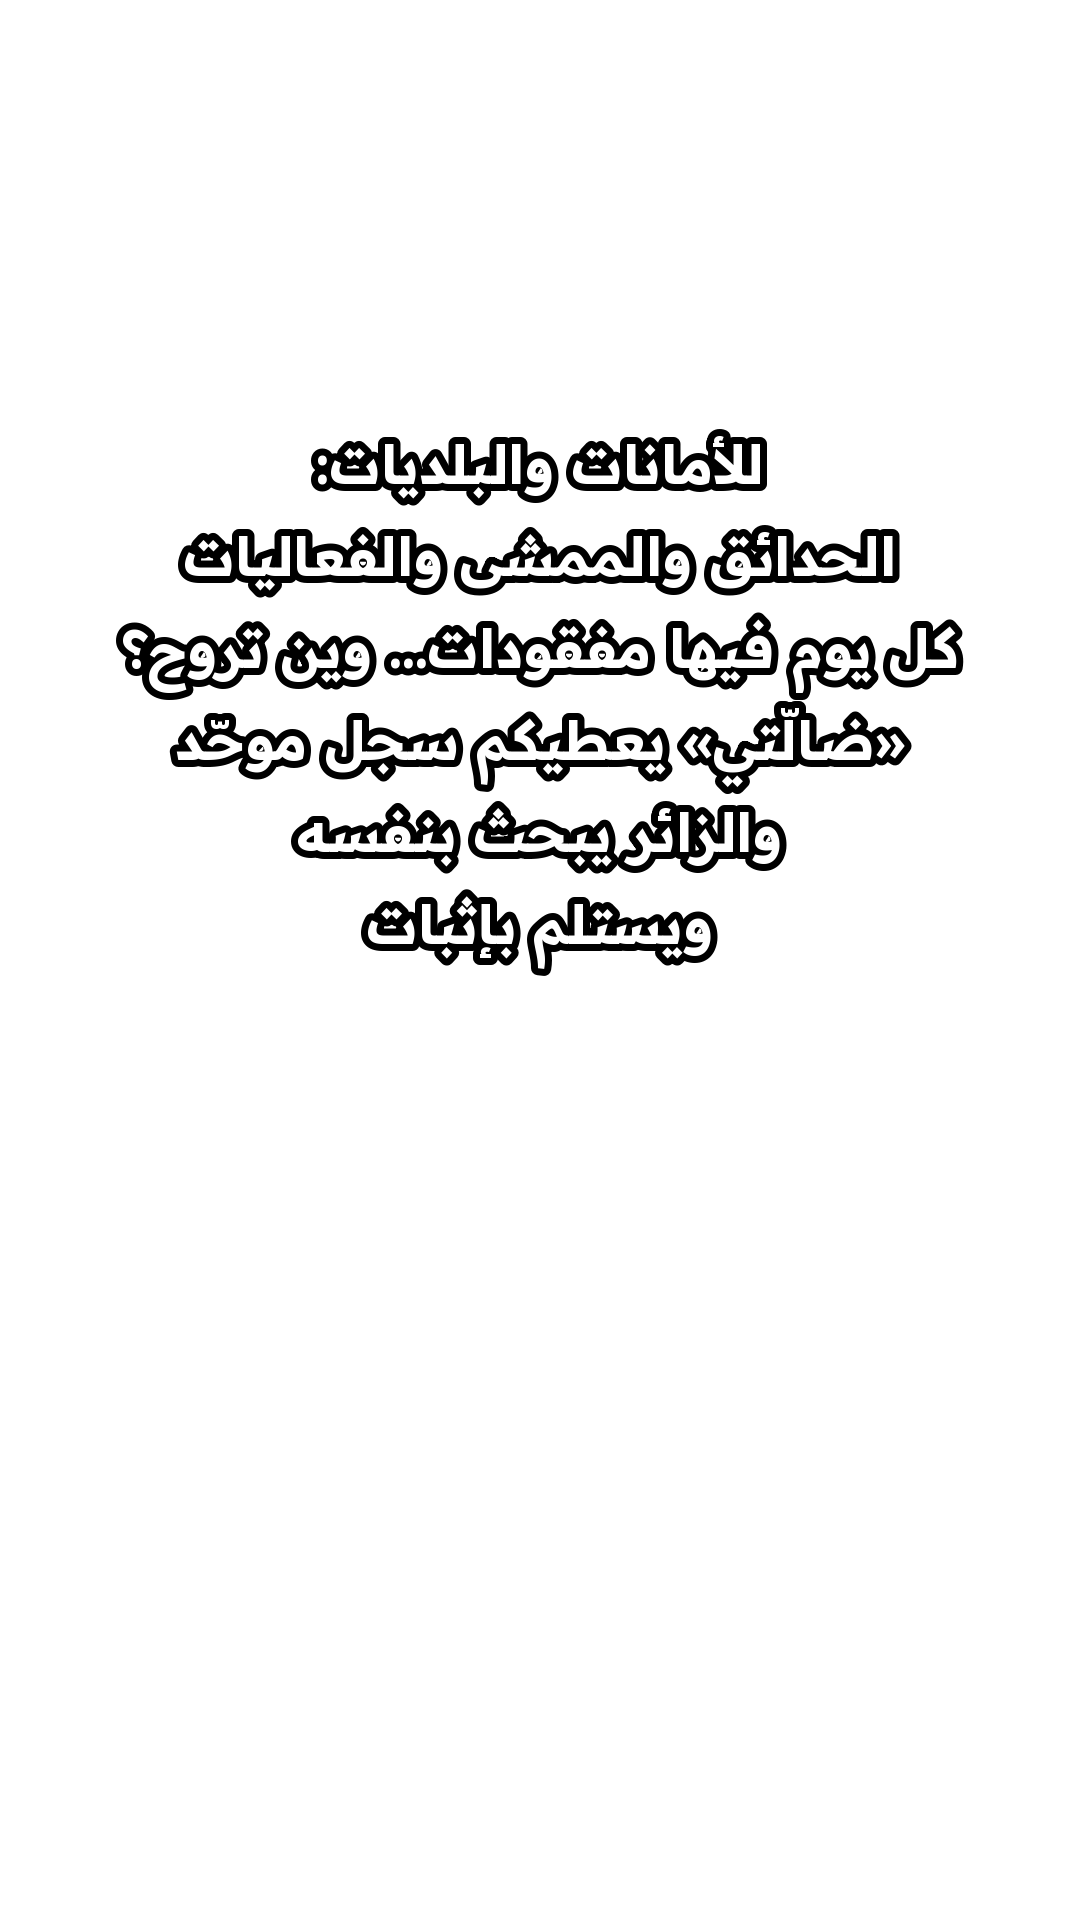 للأمانات والبلديات:
الحدائق والممشى والفعاليات
كل يوم فيها مفقودات... وين تروح؟
«ضالّتي» يعطيكم سجل موحّد
والزائر يبحث بنفسه
ويستلم بإثبات